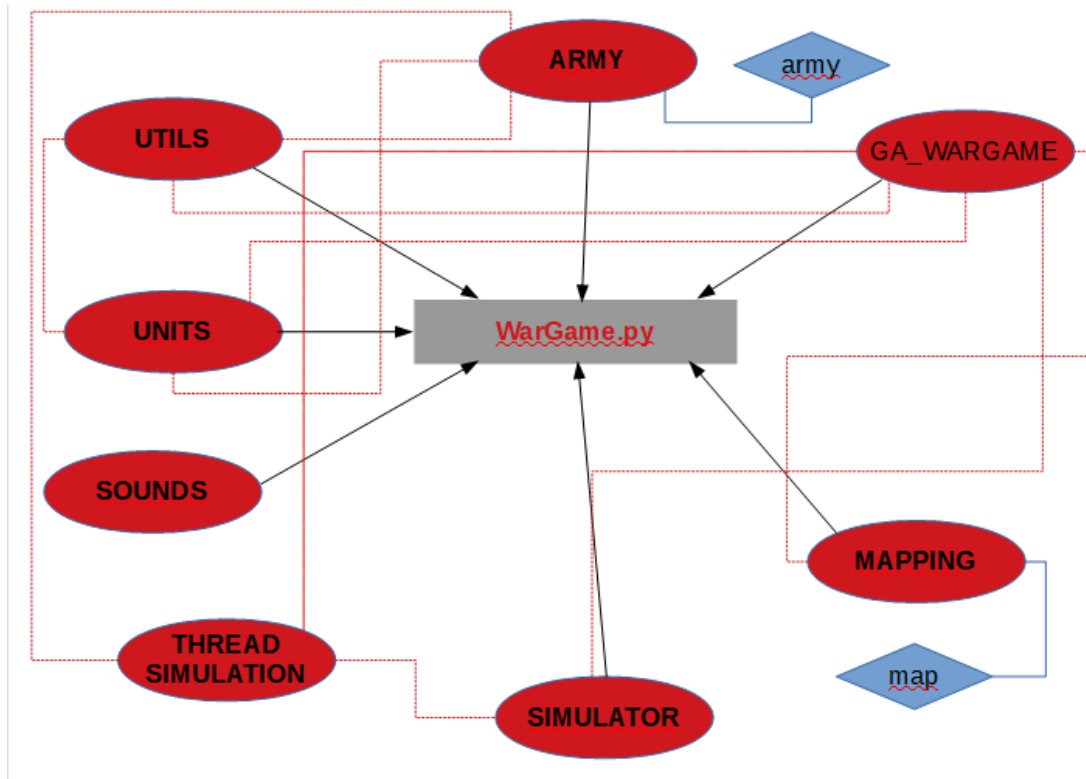 ARMY
army
UTILS
GA_WARGAME
UNITS
WarGame.py
SOUNDS
MAPPING
THREAD
SIMULATION
map
SIMULATOR